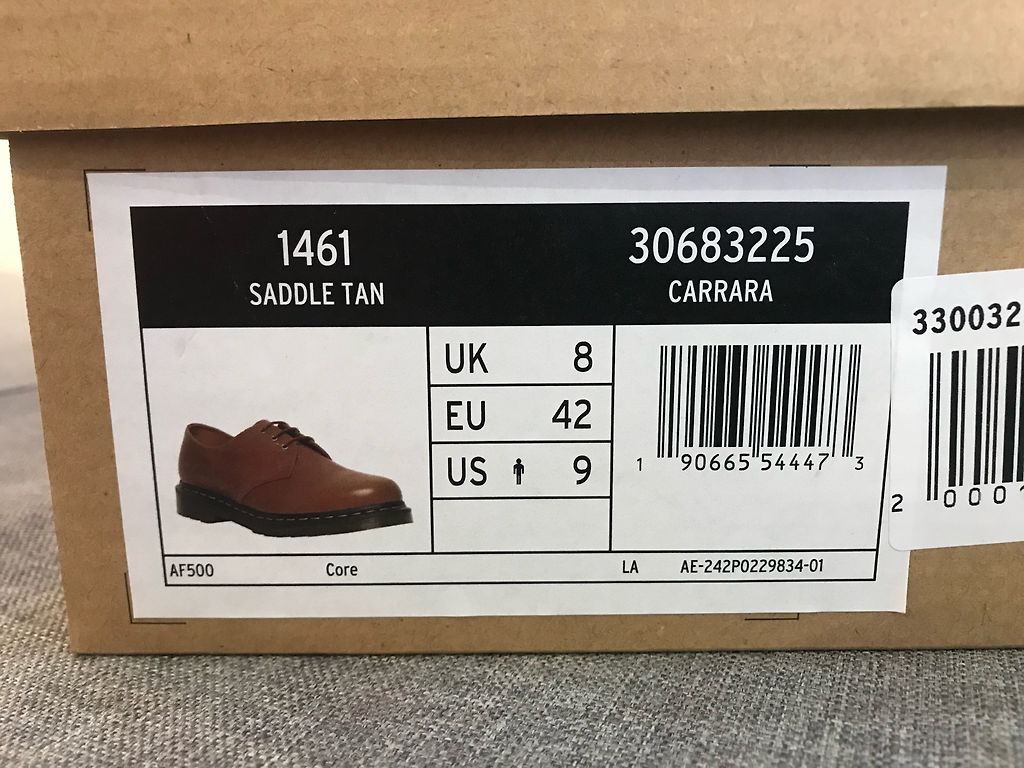 1461
SADDLE TAN
30683225
CARRARA
UK 8
EU 42
US 9
1 90665 54447 3
AF500 Core LA AE-242P0229834-01
330032
2 000